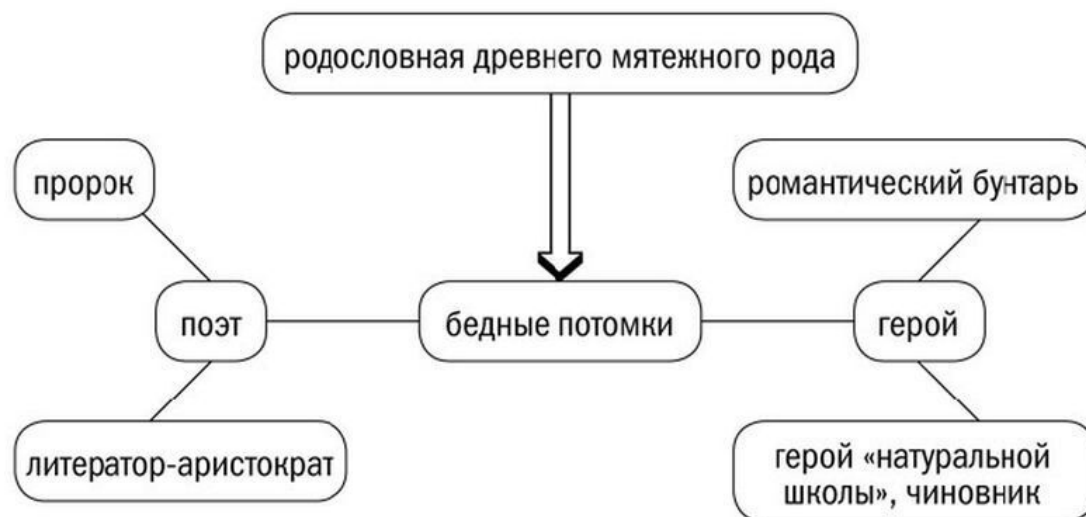 родословная древнего мятежного рода
пророк
романтический бунтарь
поэт
бедные потомки
герой
литератор-аристократ
герой «натуральной
школы», чиновник